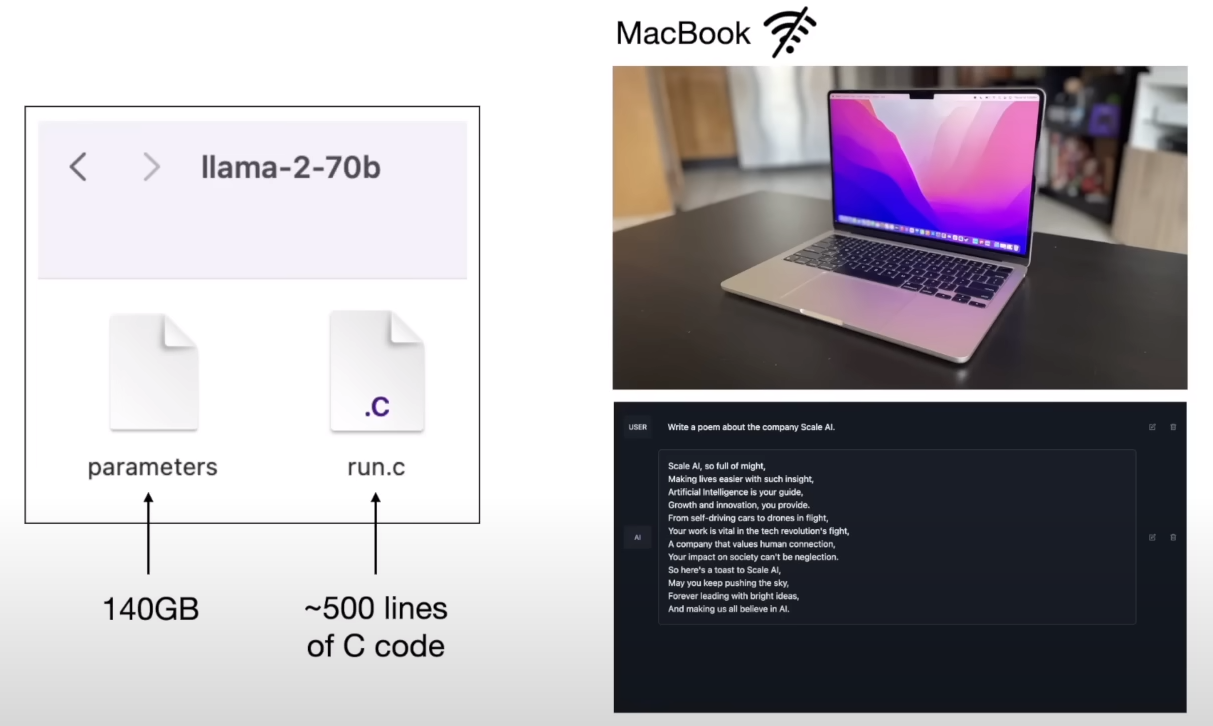 MacBook
llama-2-70b
.C
parameters
run.c
140GB
~500 lines
of C code
USER
Write a poem about the company Scale AI.
AI
Scale AI, so full of might,
Making lives easier with such insight,
Artificial Intelligence is your guide,
Growth and innovation, you provide.
From self-driving cars to drones in flight,
Your work is vital in the tech revolution's fight,
A company that values human connection,
Your impact on society can't be neglection.
So here's a toast to Scale AI,
May you keep pushing the sky,
Forever leading with bright ideas,
And making us all believe in AI.